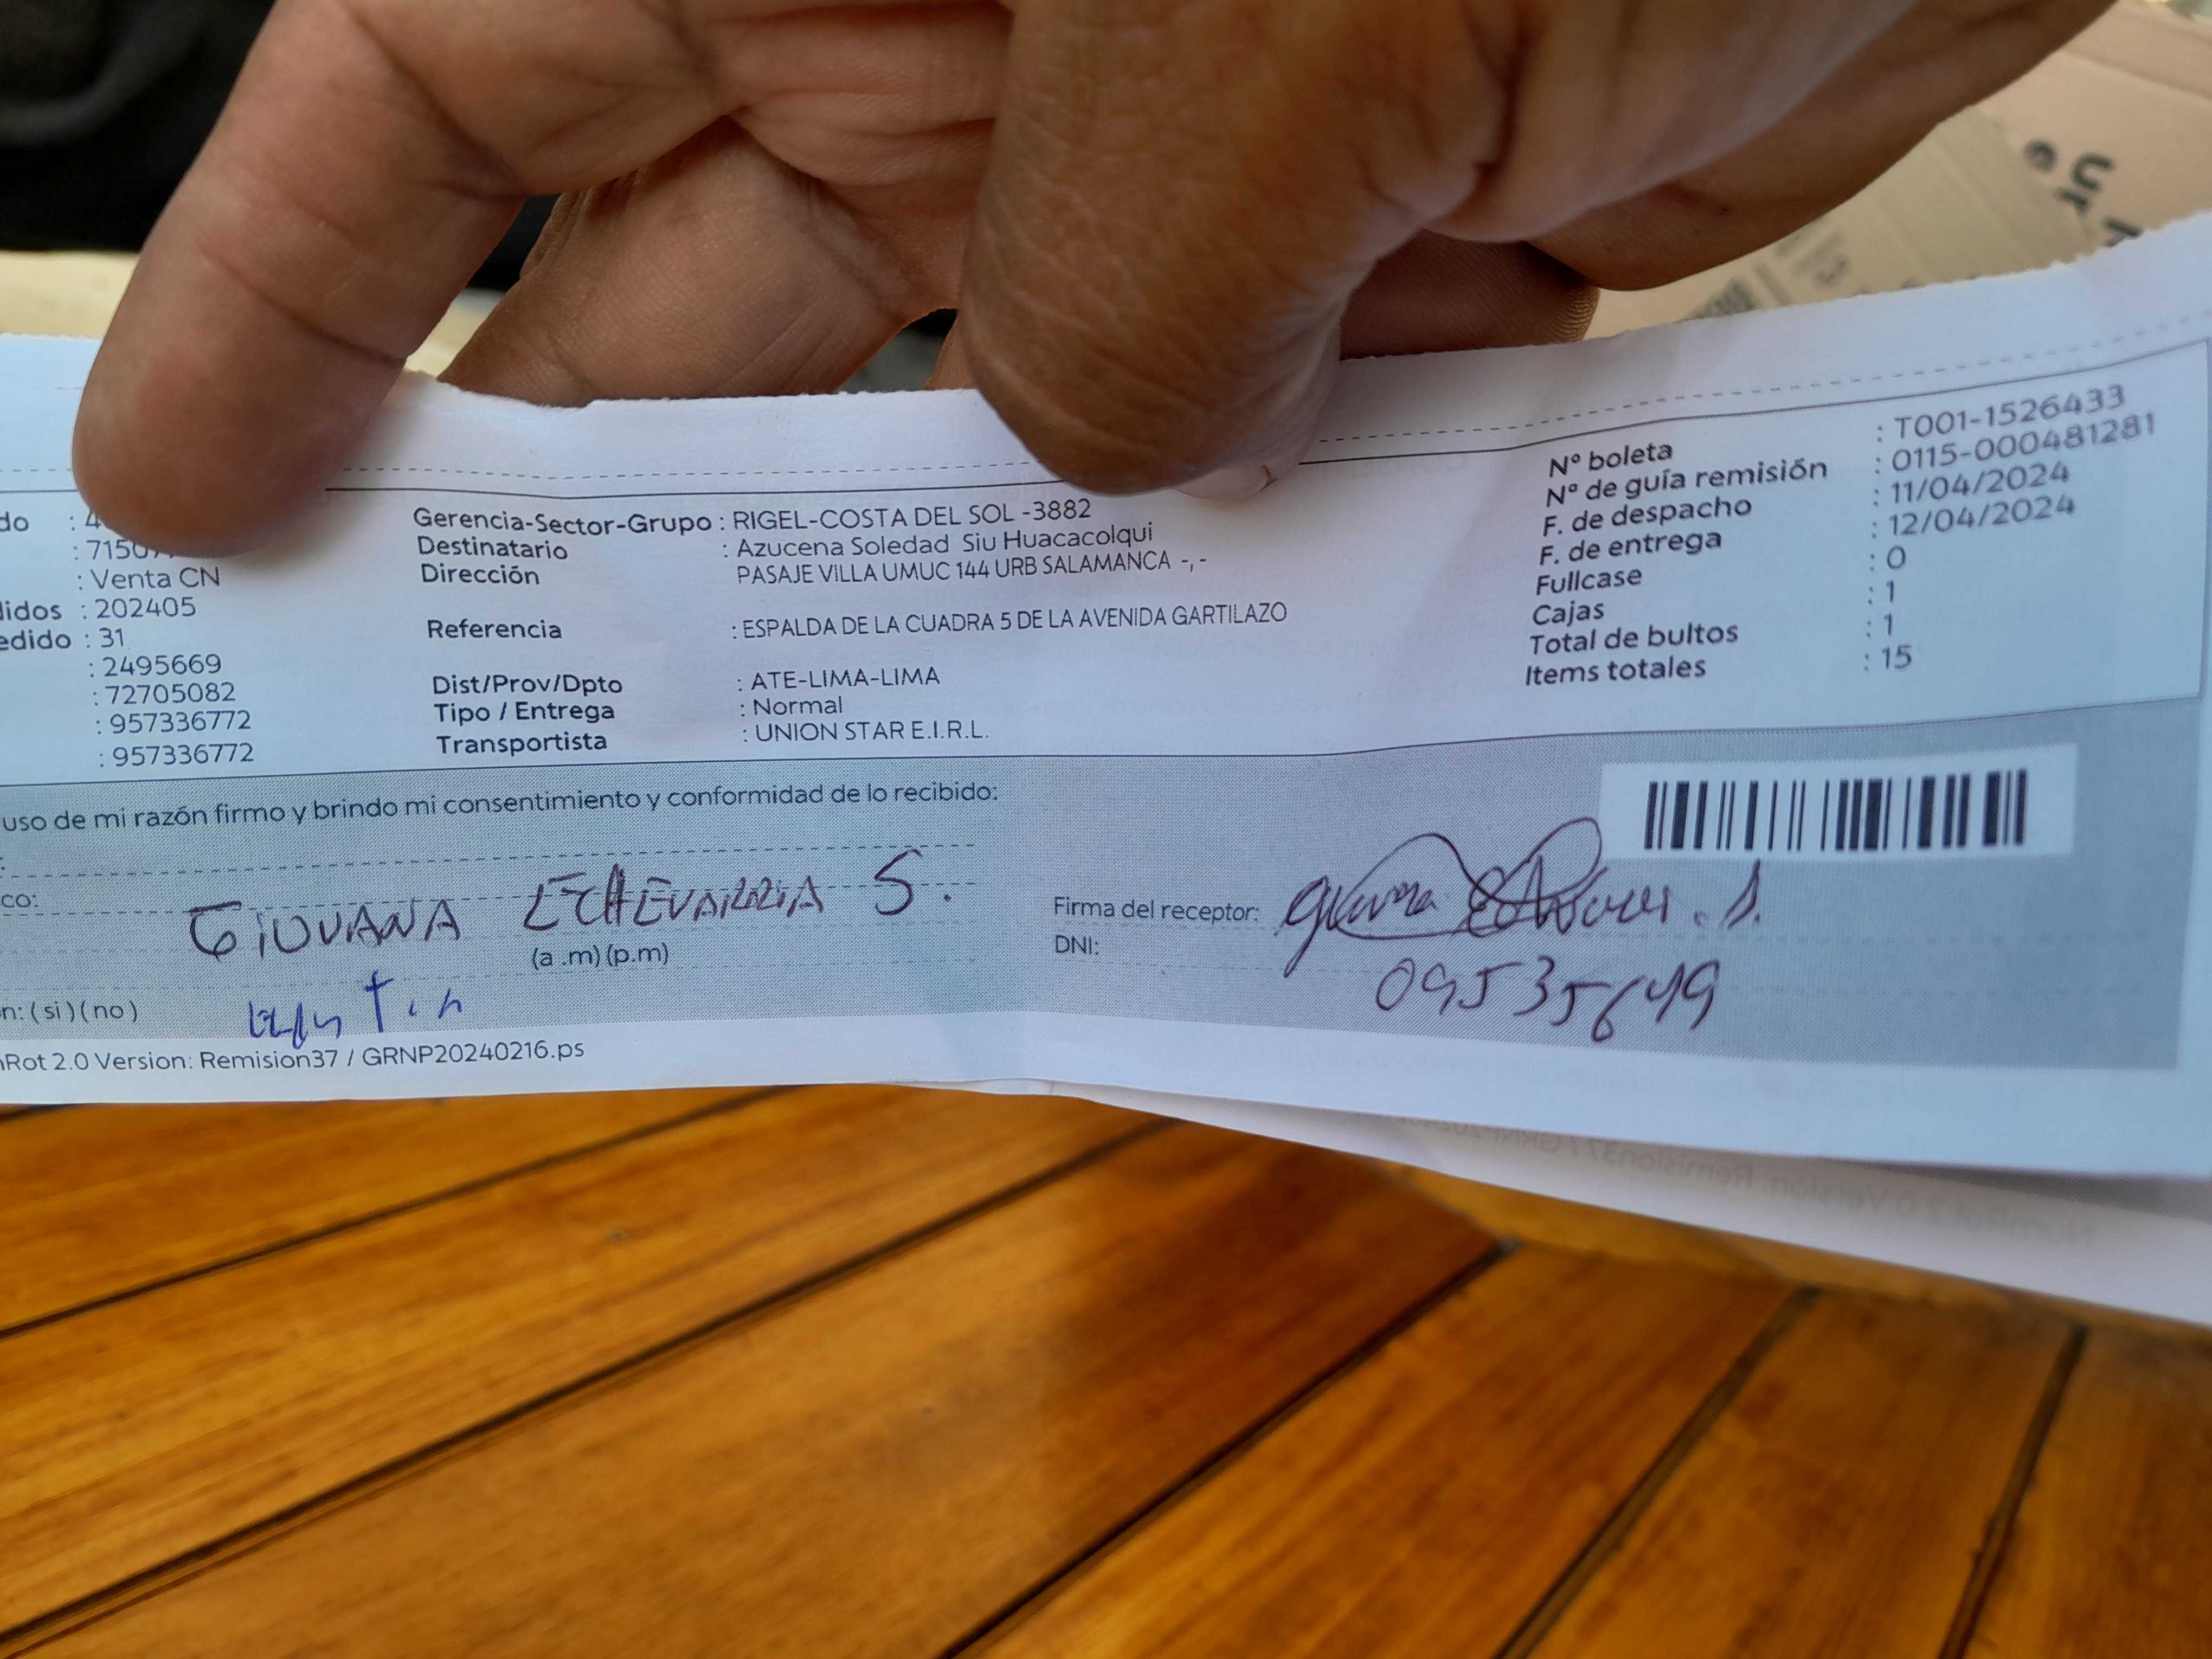 do : 4
: 7150
: Venta CN
didos : 202405
edido : 31
: 2495669
: 72705082
: 957336772
: 957336772
Gerencia-Sector-Grupo : RIGEL-COSTA DEL SOL -3882
Destinatario : Azucena Soledad Siu Huacacolqui
Dirección PASAJE VILLA UMUC 144 URB SALAMANCA -, -
Referencia : ESPALDA DE LA CUADRA 5 DE LA AVENIDA GARTILAZO
Dist/Prov/Dpto : ATE-LIMA-LIMA
Tipo / Entrega : Normal
Transportista : UNION STAR E.I.R.L.
Nº boleta : T001-1526433
Nº de guía remisión : 0115-000481281
F. de despacho : 11/04/2024
F. de entrega : 12/04/2024
Fullcase : 0
Cajas : 1
Total de bultos : 1
Items totales : 15
uso de mi razón firmo y brindo mi consentimiento y conformidad de lo recibido:
co:
GIOVANA ECHEVARRIA S.
(a .m) (p.m)
n: (si) (no)
Firma del receptor:
DNI: 09535649
nRot 2.0 Version: Remision37 / GRNP20240216.ps